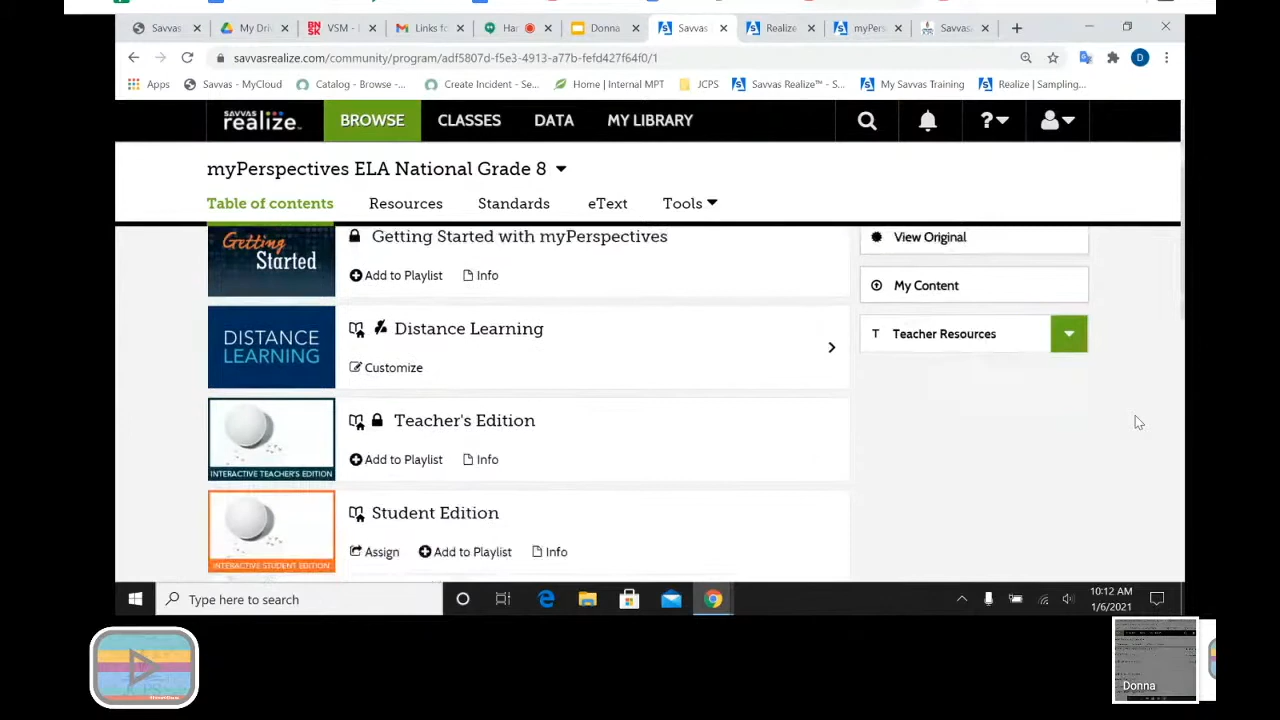 Savvas
My Dri
VSM -
Links fo
Ha
Donna
Savvas
Realize
myPers
Savvas
savvasrealize.com/community/program/adf5807d-f5e3-4913-a77b-fefd427f64f0/1
D
Apps
Savvas - MyCloud
Catalog - Browse -...
Create Incident - Se...
Home | Internal MPT
JCPS
Savvas Realize™ - S...
My Savvas Training
Realize | Sampling...
SAVVAS
realize™
BROWSE
CLASSES
DATA
MY LIBRARY
?
myPerspectives ELA National Grade 8
Table of contents
Resources
Standards
eText
Tools
Getting
Started
Getting Started with myPerspectives
Add to Playlist
Info
View Original
My Content
T Teacher Resources
DISTANCE
LEARNING
Distance Learning
Customize
Teacher's Edition
Add to Playlist
Info
INTERACTIVE TEACHER'S EDITION
Student Edition
Assign
Add to Playlist
Info
INTERACTIVE STUDENT EDITION
Type here to search
10:12 AM
1/6/2021
Donna